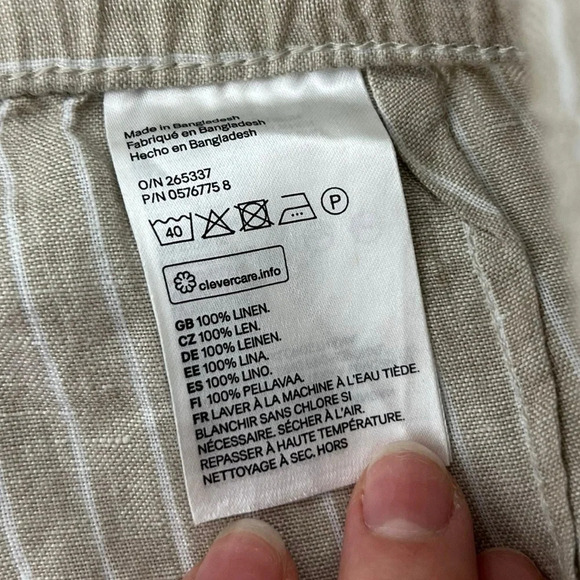 Made in Bangladesh
Fabriqué en Bangladesh
Hecho en Bangladesh
O/N 265337
P/N 0576775 8
40
P
clevercare.info
GB 100% LINEN.
CZ 100% LEN.
DE 100% LEINEN.
EE 100% LINA.
ES 100% LINO.
FI 100% PELLAVAA.
FR LAVER À LA MACHINE À L'EAU TIÈDE.
BLANCHIR SANS CHLORE SI
NÉCESSAIRE. SÉCHER À L'AIR.
REPASSER À HAUTE TEMPÉRATURE.
NETTOYAGE À SEC. HORS